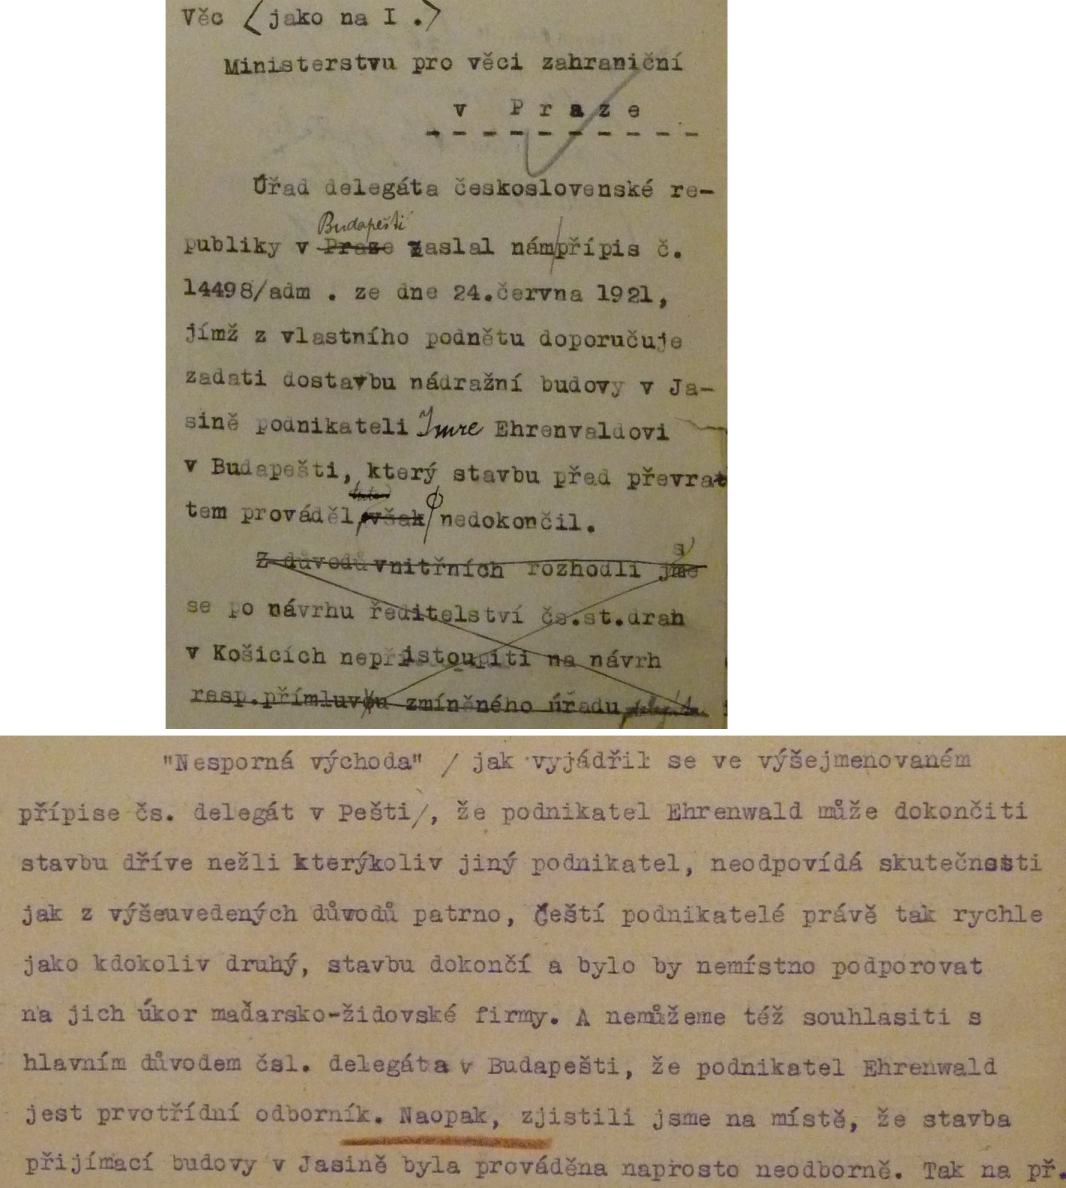 Věc (jako na I .)
Ministerstvu pro věci zahraniční
v Praze
Úřad delegáta československé re-
Budapešti
publiky v Praze zaslal nám přípis č.
14498/adm . ze dne 24.června 1921,
jímž z vlastního podnětu doporučuje
zadati dostavbu nádražní budovy v Ja-
sině podnikateli Imre Ehrenvaldovi
v Budapešti, který stavbu před převrat
tem prováděl, však nedokončil.
s
Z důvodů vnitřních rozhodli jme
se po návrhu ředitelství čs.st.drah
v Košicích nepřistoupiti na návrh
resp.přímluvou zmíněného úřadu
"Nesporná východa" / jak vyjádřil se ve výšejmenovaném
přípise čs. delegát v Pešti/, že podnikatel Ehrenwald může dokončiti
stavbu dříve nežli kterýkoliv jiný podnikatel, neodpovídá skutečnosti
jak z výšeuvedených důvodů patrno, Čeští podnikatelé právě tak rychle
jako kdokoliv druhý, stavbu dokončí a bylo by nemístno podporovat
na jich úkor maďarsko-židovské firmy. A nemůžeme též souhlasiti s
hlavním důvodem čsl. delegáta v Budapešti, že podnikatel Ehrenwald
jest prvotřídní odborník. Naopak, zjistili jsme na místě, že stavba
přijímací budovy v Jasině byla prováděna naprosto neodborně. Tak na př.